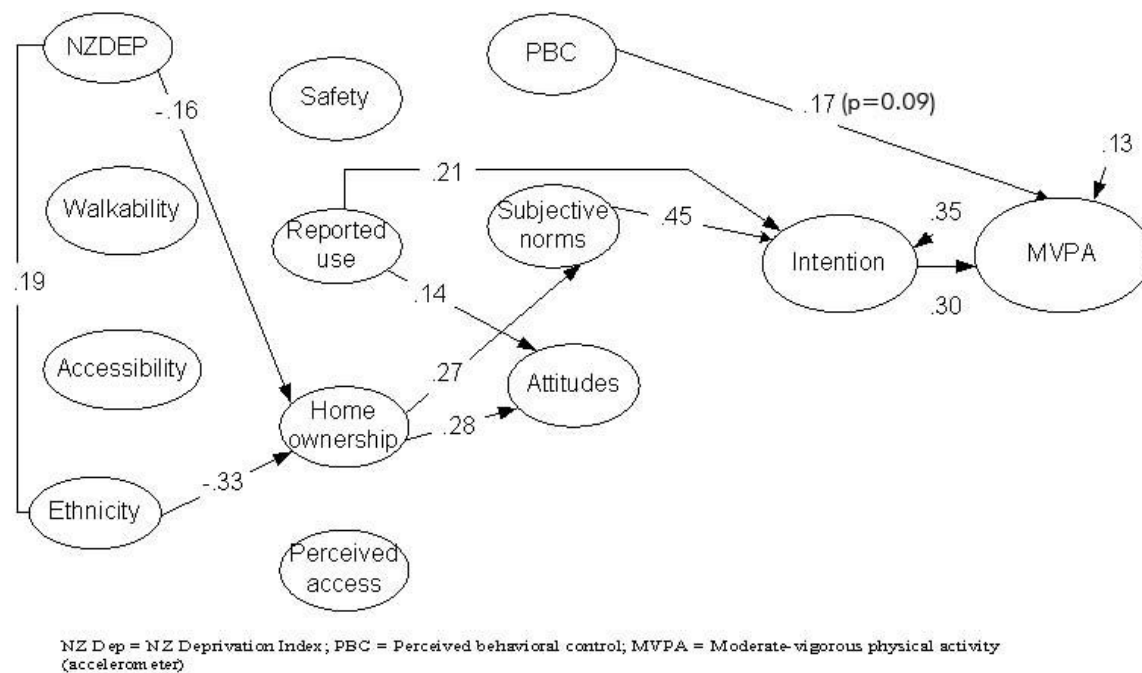 NZDEP
PBC
Safety
-.16
.17 (p=0.09)
.13
Walkability
.21
Reported
use
Subjective
norms
.45
.35
Intention
MVPA
.19
.14
.30
Accessibility
.27
Attitudes
Home
ownership
.28
-.33
Ethnicity
Perceived
access
NZ Dep = NZ Deprivation Index; PBC = Perceived behavioral control; MVPA = Moderate-vigorous physical activity
(accelerometer)